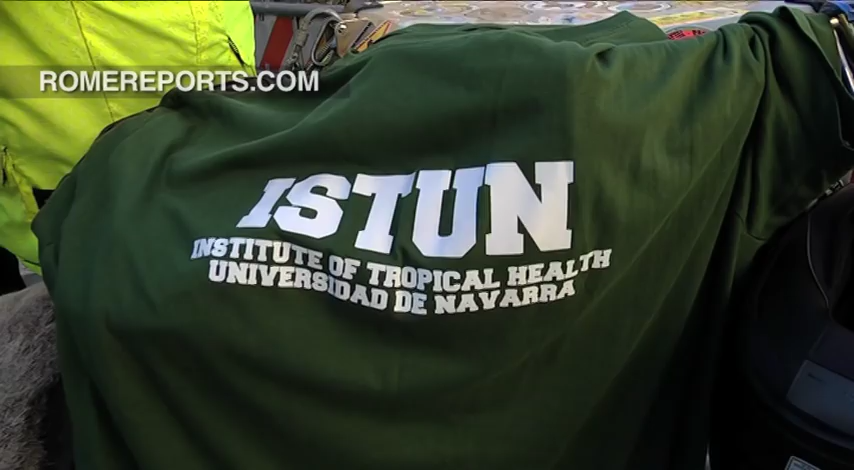 ROMEREPORTS.COM
ISTUN
INSTITUTE OF TROPICAL HEALTH
UNIVERSIDAD DE NAVARRA